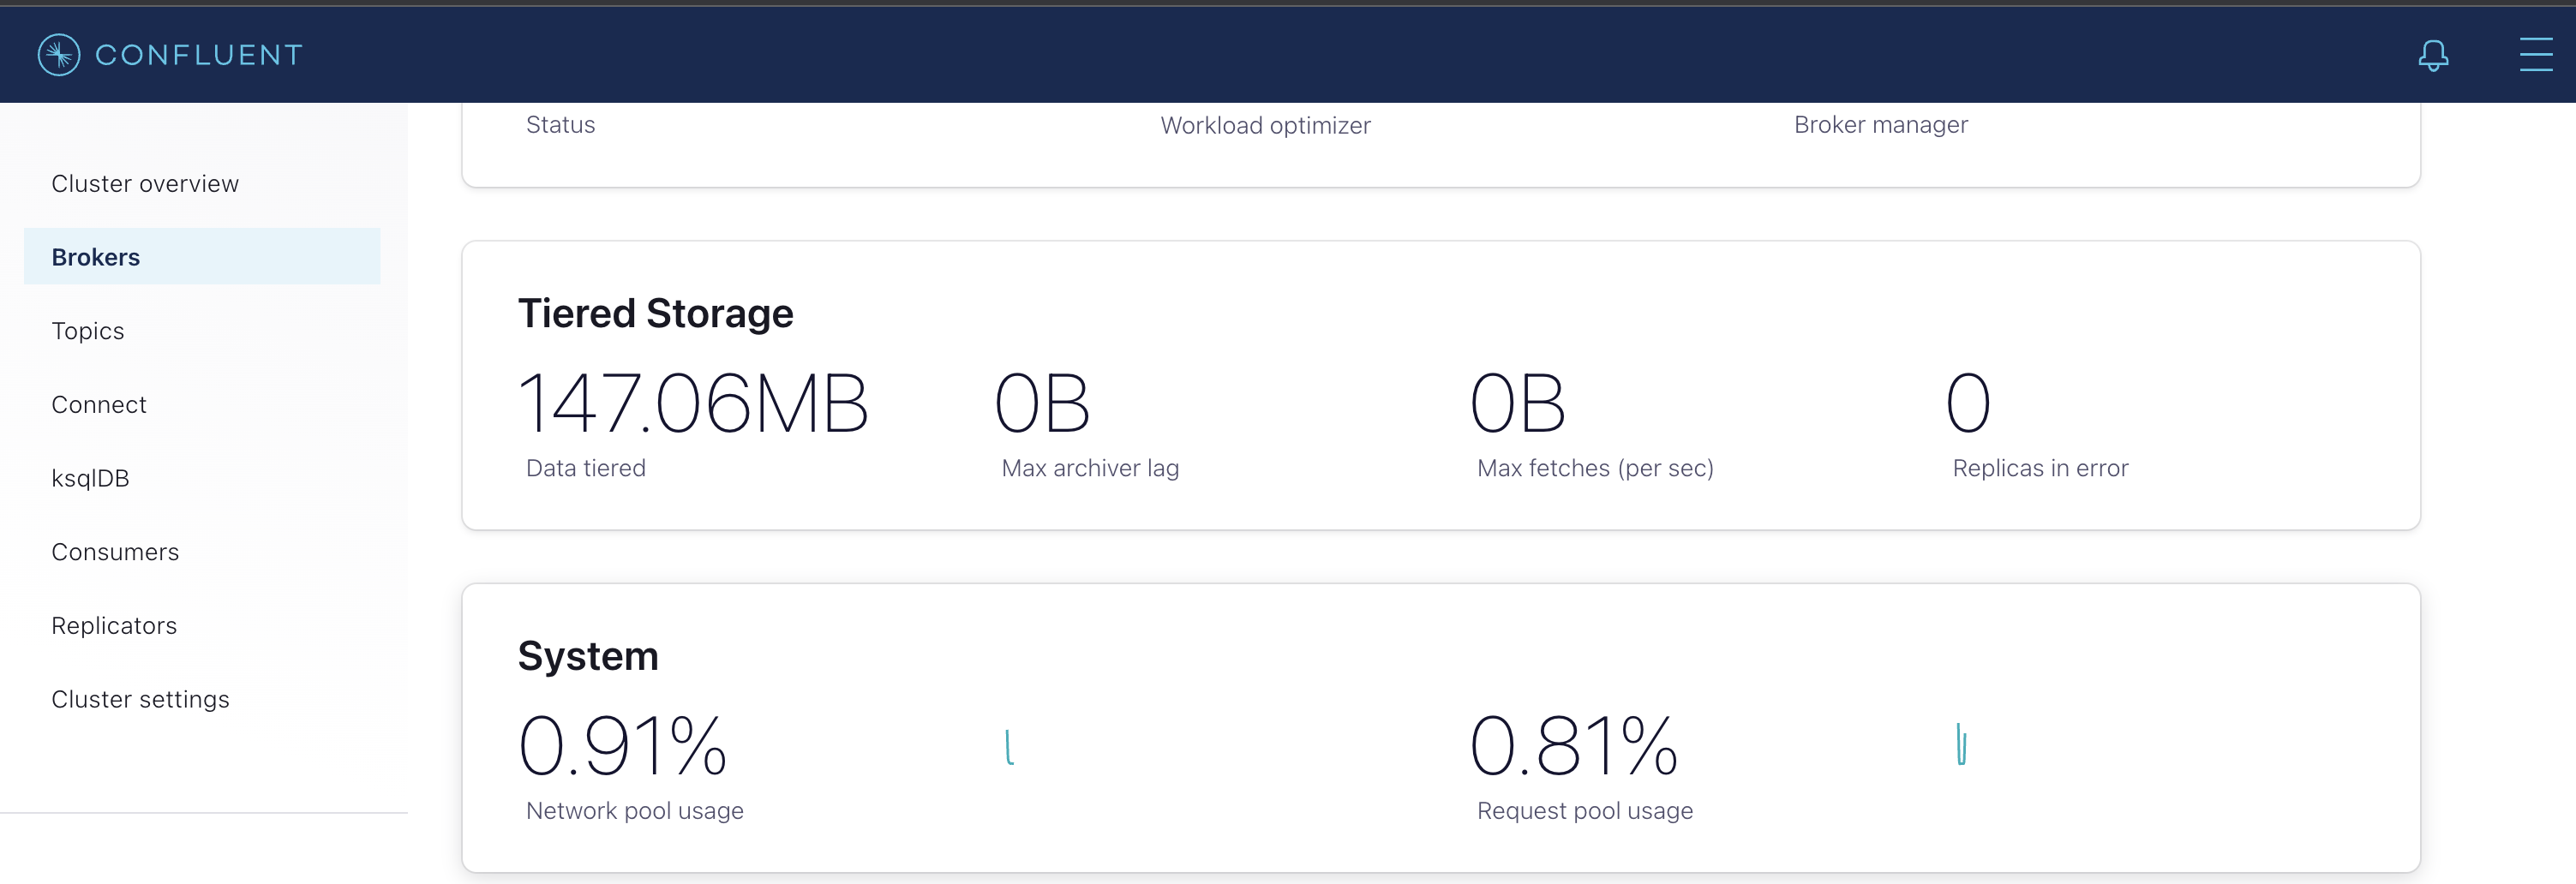 CONFLUENT
Cluster overview
Brokers
Topics
Connect
ksqlDB
Consumers
Replicators
Cluster settings
Status
Workload optimizer
Broker manager
Tiered Storage
147.06MB
Data tiered
0B
Max archiver lag
0B
Max fetches (per sec)
0
Replicas in error
System
0.91%
Network pool usage
0.81%
Request pool usage